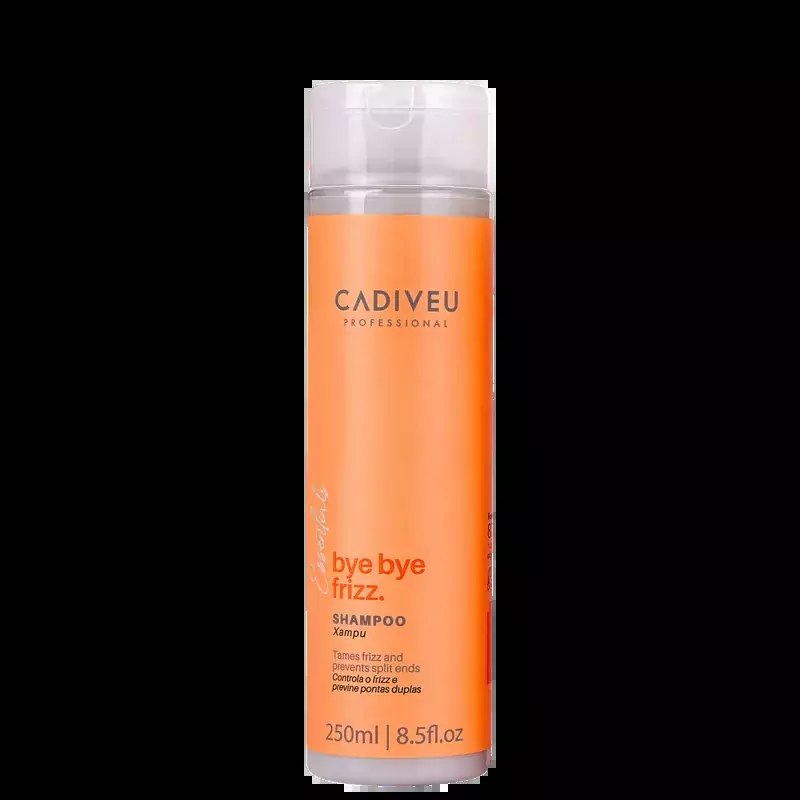 CADIVEU
PROFESSIONAL
Essentials
bye bye
frizz.
SHAMPOO
Xampu
Tames frizz and
prevents split ends
Controla o frizz e
previne pontas duplas
250ml | 8.5fl.oz